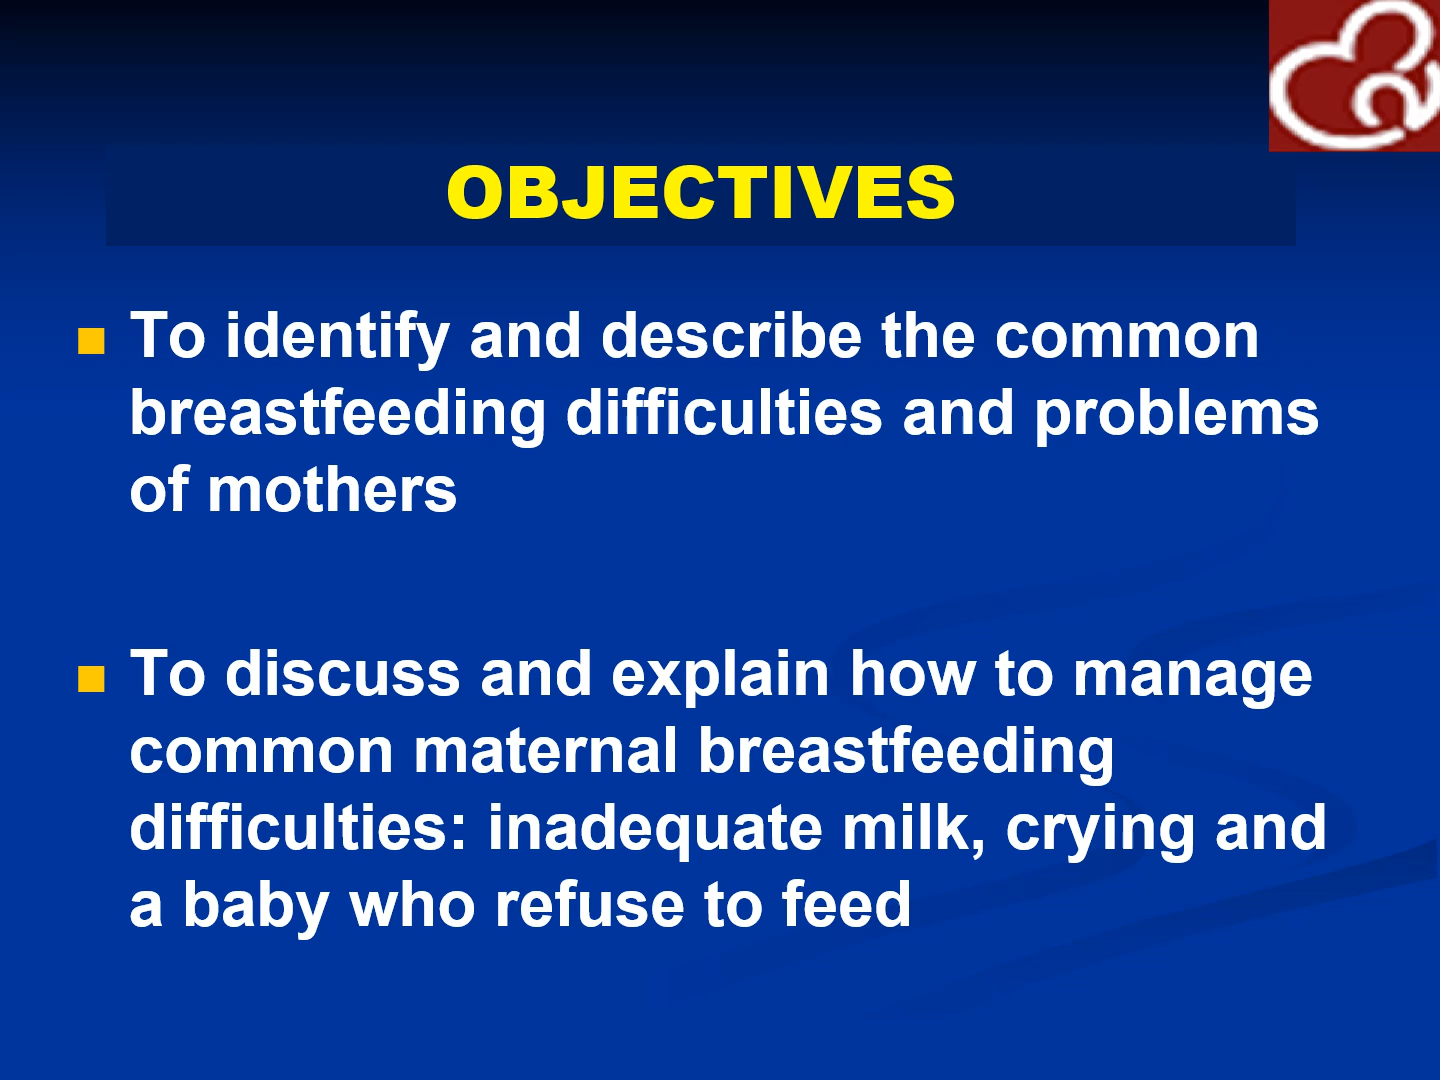 OBJECTIVES
To identify and describe the common
breastfeeding difficulties and problems
of mothers
To discuss and explain how to manage
common maternal breastfeeding
difficulties: inadequate milk, crying and
a baby who refuse to feed